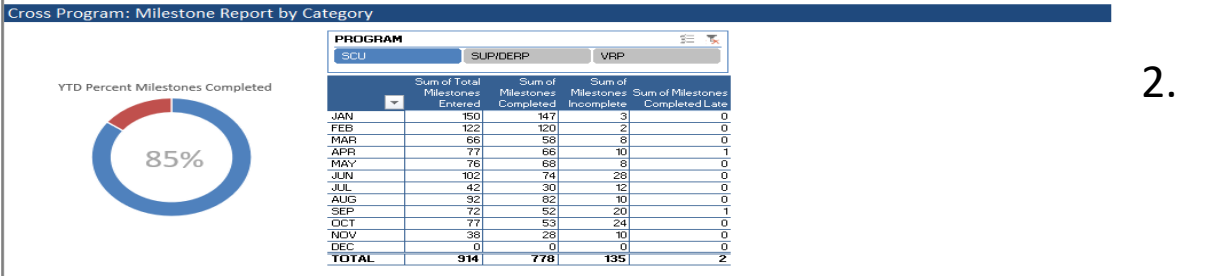 Cross Program: Milestone Report by Category
PROGRAM
SCU SUP/DERP VRP
YTD Percent Milestones Completed
85%
Sum of Total Milestones Entered Sum of Milestones Completed Sum of Milestones Incomplete Sum of Milestones Completed Late
JAN 150 147 3 0
FEB 122 120 2 0
MAR 66 58 8 0
APR 77 66 10 1
MAY 76 68 8 0
JUN 102 74 28 0
JUL 42 30 12 0
AUG 92 82 10 0
SEP 72 52 20 1
OCT 77 53 24 0
NOV 38 28 10 0
DEC 0 0 0 0
TOTAL 914 778 135 2
2.